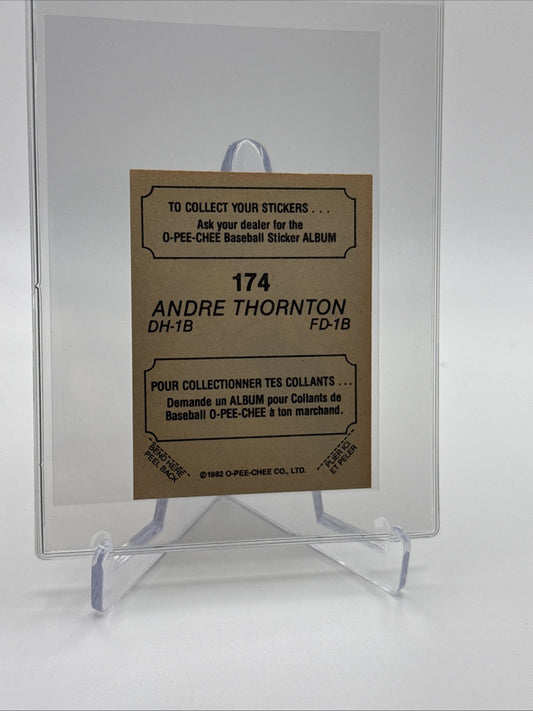 TO COLLECT YOUR STICKERS . . .
Ask your dealer for the
O-PEE-CHEE Baseball Sticker ALBUM
174
ANDRE THORNTON
DH-1B FD-1B
POUR COLLECTIONNER TES COLLANTS . . .
Demande un ALBUM pour Collants de
Baseball O-PEE-CHEE à ton marchand.
BEND HERE
PEEL BACK
PLIER ICI
ET PELER
©1982 O-PEE-CHEE CO., LTD.